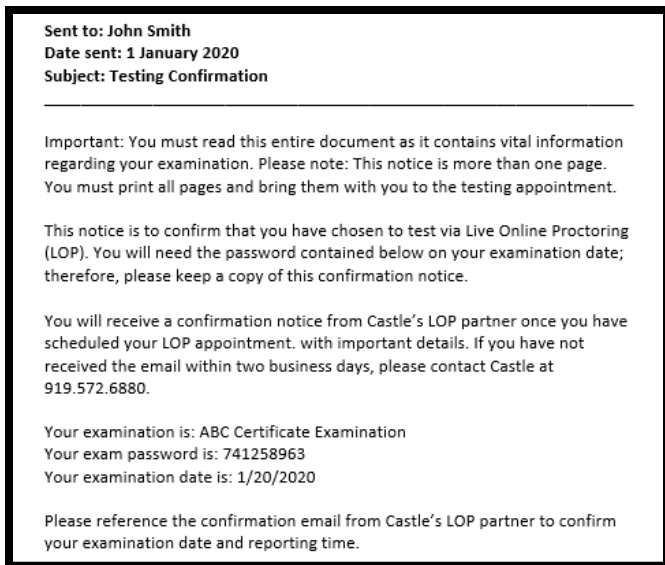 Sent to: John Smith
Date sent: 1 January 2020
Subject: Testing Confirmation
Important: You must read this entire document as it contains vital information
regarding your examination. Please note: This notice is more than one page.
You must print all pages and bring them with you to the testing appointment.
This notice is to confirm that you have chosen to test via Live Online Proctoring
(LOP). You will need the password contained below on your examination date;
therefore, please keep a copy of this confirmation notice.
You will receive a confirmation notice from Castle's LOP partner once you have
scheduled your LOP appointment. with important details. If you have not
received the email within two business days, please contact Castle at
919.572.6880.
Your examination is: ABC Certificate Examination
Your exam password is: 741258963
Your examination date is: 1/20/2020
Please reference the confirmation email from Castle's LOP partner to confirm
your examination date and reporting time.